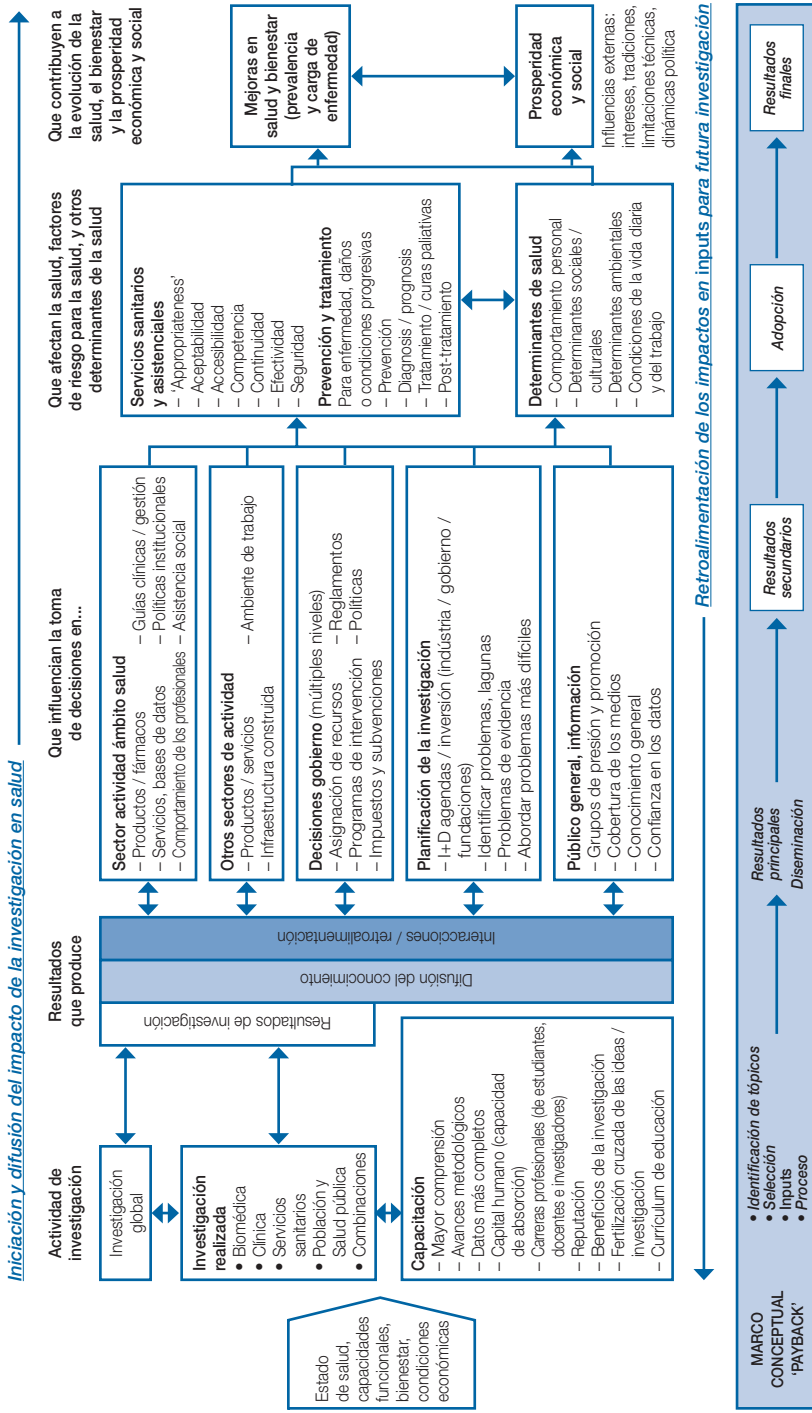 Iniciación y difusión del impacto de la investigación en salud
Actividad de
investigación
Resultados
que produce
Que influencian la toma
de decisiones en...
Que afectan la salud, factores
de riesgo para la salud, y otros
determinantes de la salud
Que contribuyen a
la evolución de la
salud, el bienestar
y la prosperidad
económica y social
Estado
de salud,
capacidades
funcionales,
bienestar,
condiciones
económicas
Investigación
global
Investigación
realizada
• Biomédica
• Clínica
• Servicios
sanitarios
• Población y
Salud pública
• Combinaciones
Capacitación
– Mayor comprensión
– Avances metodológicos
– Datos más completos
– Capital humano (capacidad
de absorción)
– Carreras profesionales (de estudiantes,
docentes e investigadores)
– Reputación
– Beneficios de la investigación
– Fertilización cruzada de las ideas /
investigación
– Currículum de educación
Resultados de investigación
Difusión del conocimiento
Interacciones / retroalimentación
Sector actividad ámbito salud
– Productos / fármacos – Guías clínicas / gestión
– Servicios, bases de datos – Políticas institucionales
– Comportamiento de los profesionales – Asistencia social
Otros sectores de actividad
– Productos / servicios – Ambiente de trabajo
– Infraestructura construida
Decisiones gobierno (múltiples niveles)
– Asignación de recursos – Reglamentos
– Programas de intervención – Políticas
– Impuestos y subvenciones
Planificación de la investigación
– I+D agendas / inversión (indústria / gobierno /
fundaciones)
– Identificar problemas, lagunas
– Problemas de evidencia
– Abordar problemas más difíciles
Público general, información
– Grupos de presión y promoción
– Cobertura de los medios
– Conocimiento general
– Confianza en los datos
Servicios sanitarios
y asistenciales
– 'Appropriateness'
– Aceptabilidad
– Accesibilidad
– Competencia
– Continuidad
– Efectividad
– Seguridad
Prevención y tratamiento
Para enfermedad, daños
o condiciones progresivas
– Prevención
– Diagnosis / prognosis
– Tratamiento / curas paliativas
– Post-tratamiento
Determinantes de salud
– Comportamiento personal
– Determinantes sociales /
culturales
– Determinantes ambientales
– Condiciones de la vida diaria
y del trabajo
Mejoras en
salud y bienestar
(prevalencia
y carga de
enfermedad)
Prosperidad
económica
y social
Influencias externas:
intereses, tradiciones,
limitaciones técnicas,
dinámicas política
Retroalimentación de los impactos en inputs para futura investigación
MARCO
CONCEPTUAL
'PAYBACK'
• Identificación de tópicos
• Selección
• Inputs
• Proceso
Resultados
principales
Diseminación
Resultados
secundarios
Adopción
Resultados
finales